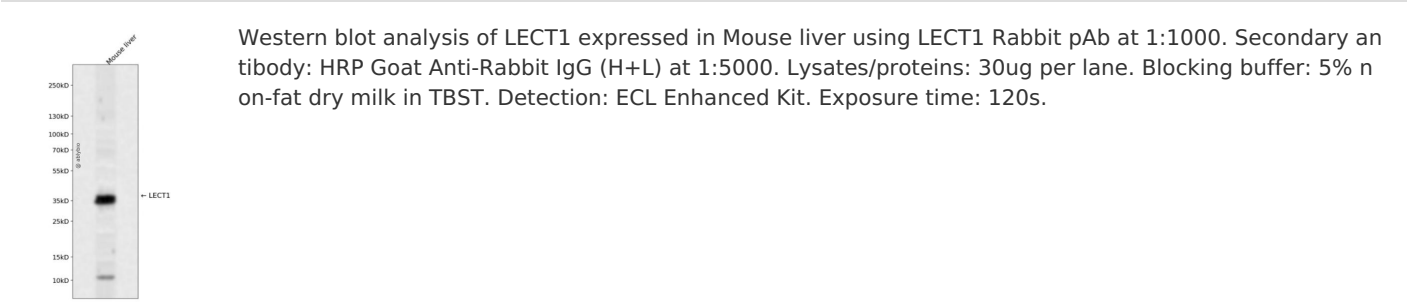 Mouse liver
Western blot analysis of LECT1 expressed in Mouse liver using LECT1 Rabbit pAb at 1:1000. Secondary an
tibody: HRP Goat Anti-Rabbit IgG (H+L) at 1:5000. Lysates/proteins: 30ug per lane. Blocking buffer: 5% n
on-fat dry milk in TBST. Detection: ECL Enhanced Kit. Exposure time: 120s.
250kD
130kD
100kD
70kD
55kD
35kD
25kD
15kD
10kD
@ ablybio
← LECT1